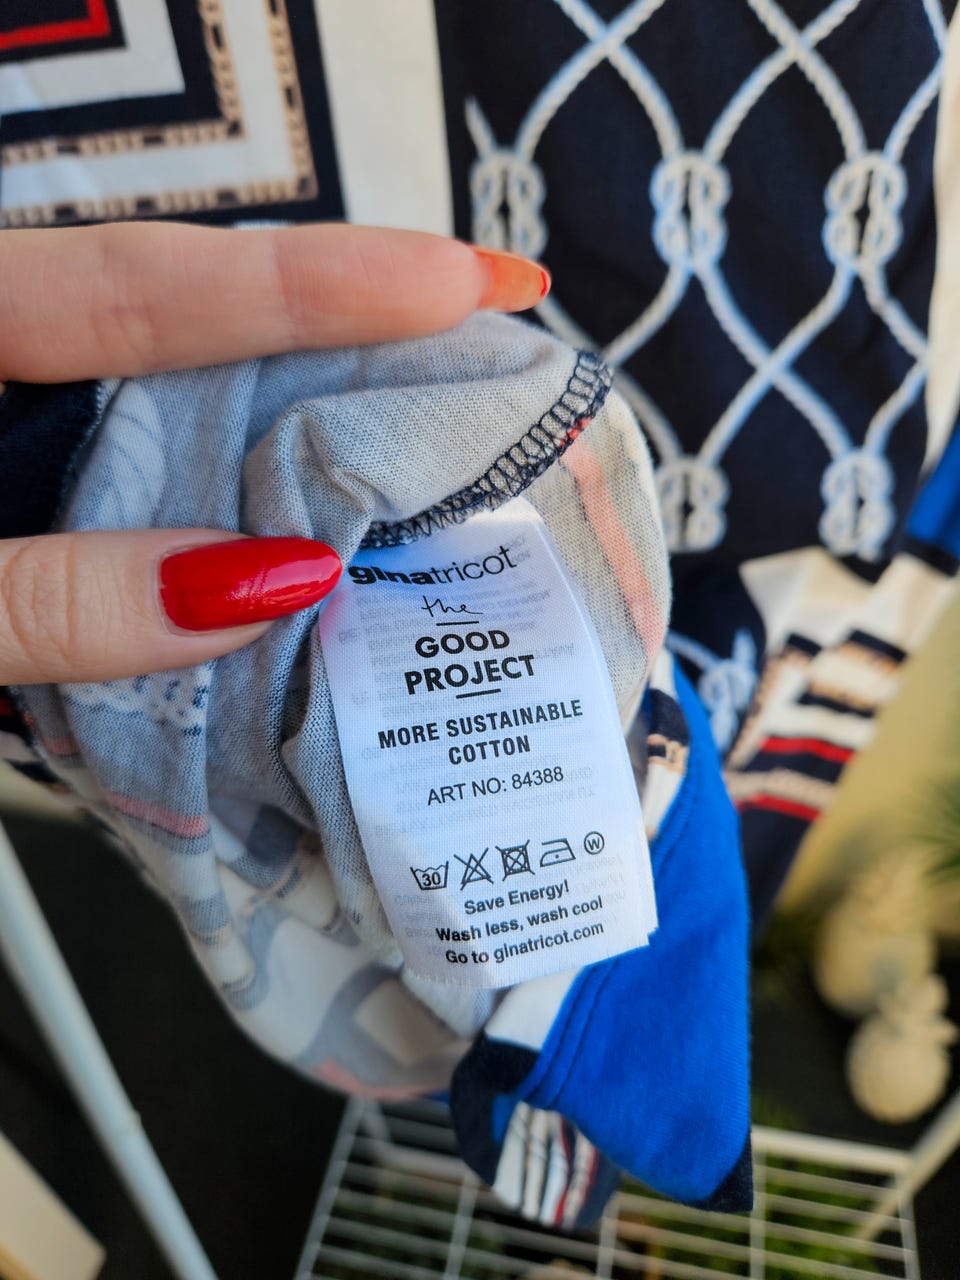 ginatricot
the
GOOD
PROJECT
MORE SUSTAINABLE
COTTON
ART NO: 84388
30
W
Save Energy!
Wash less, wash cool
Go to ginatricot.com